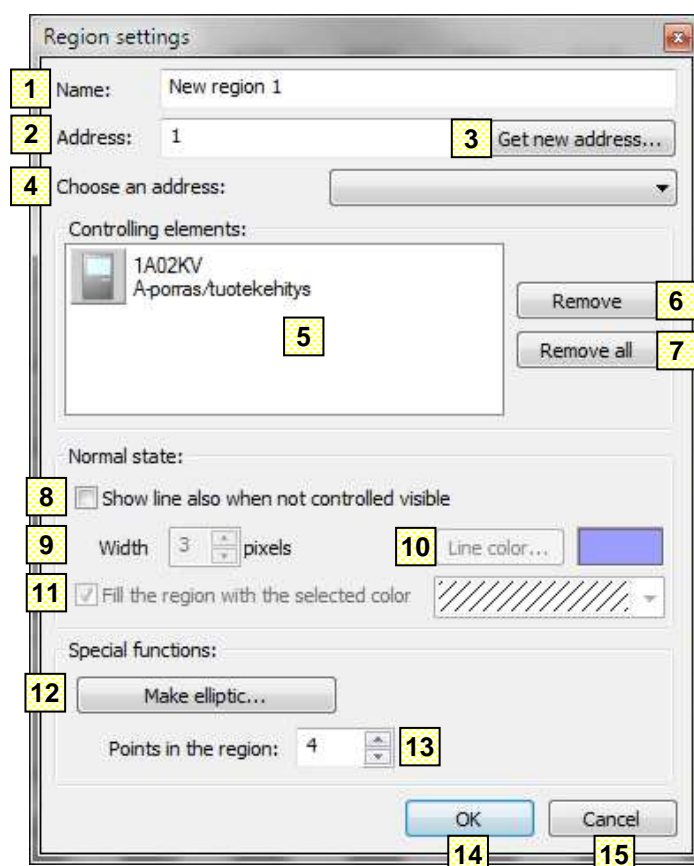 Region settings
1 Name: New region 1
2 Address: 1 3 Get new address...
4 Choose an address:
Controlling elements:
1A02KV
A-porras/tuotekehitys
5
Remove 6
Remove all 7
Normal state:
8 Show line also when not controlled visible
9 Width 3 pixels 10 Line color...
11 Fill the region with the selected color
Special functions:
12 Make elliptic...
Points in the region: 4 13
OK Cancel
14 15